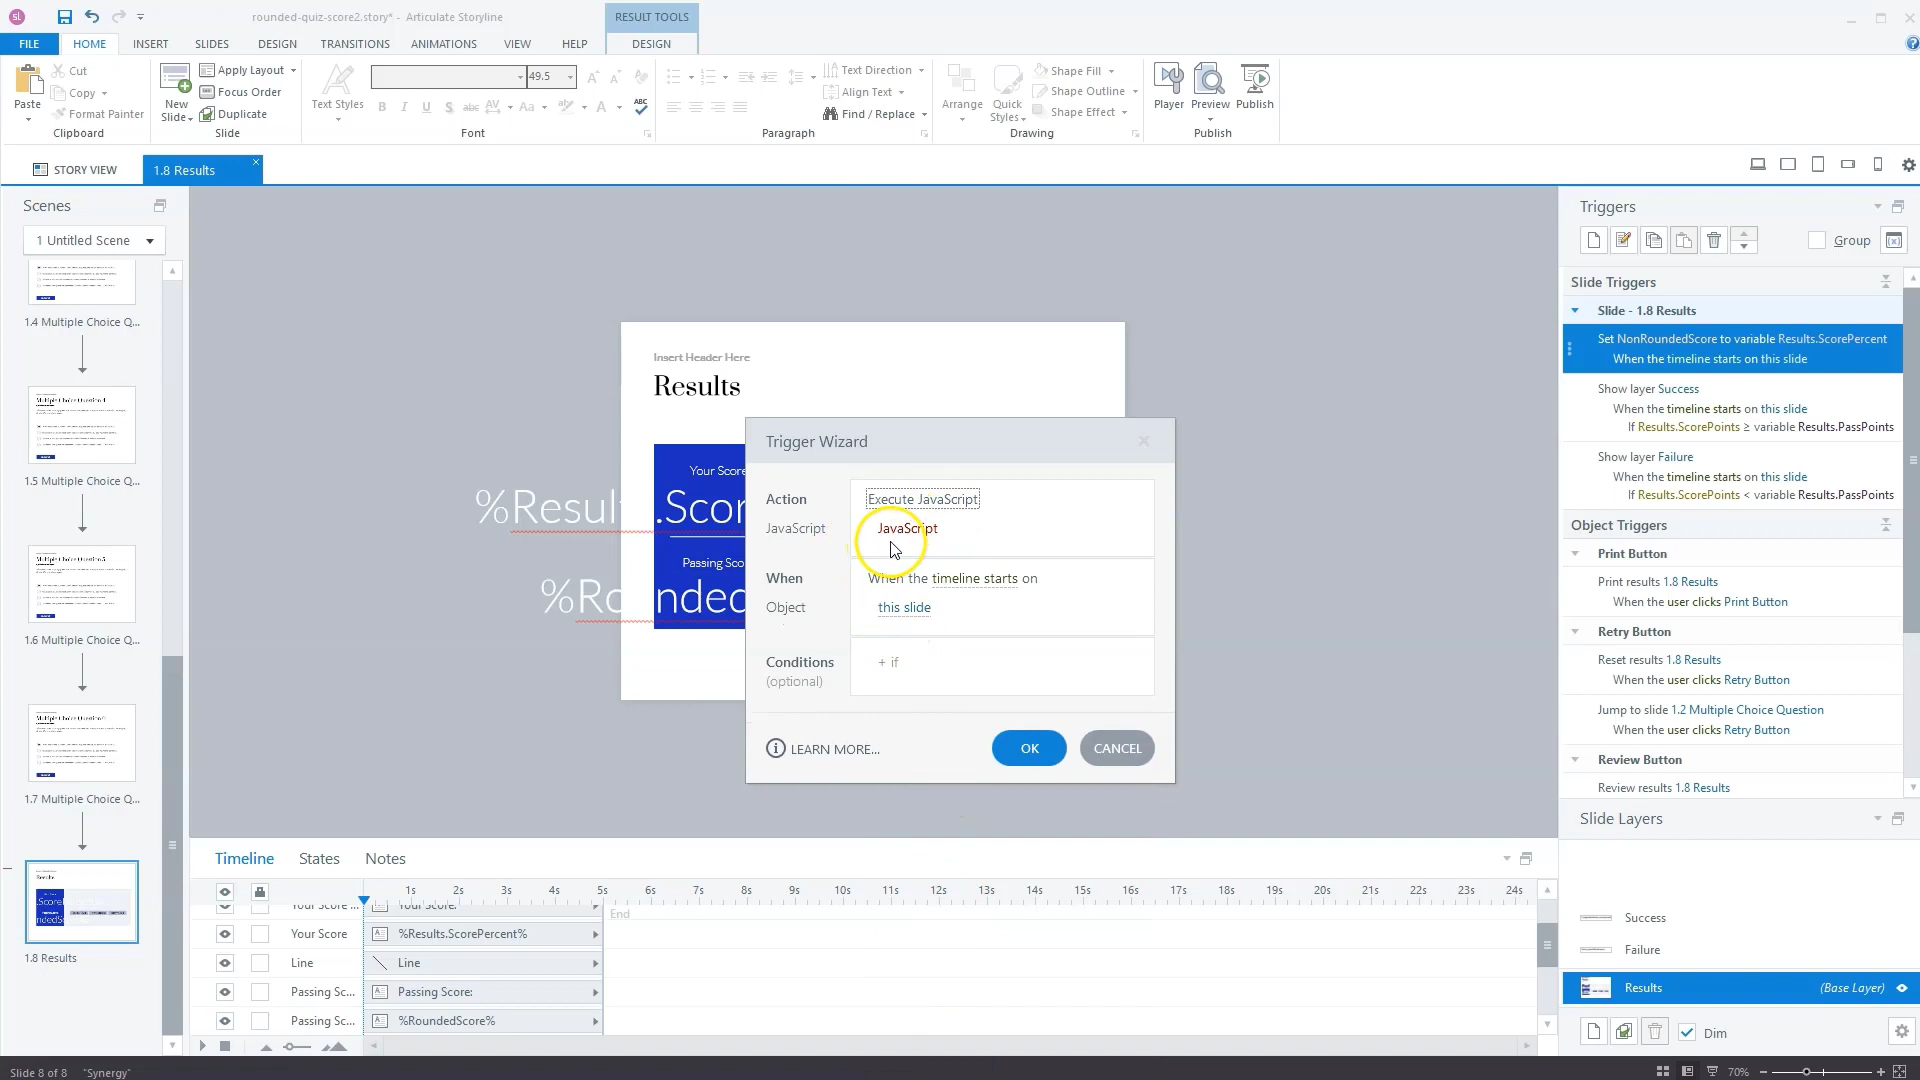 sl
rounded-quiz-score2.story* - Articulate Storyline
RESULT TOOLS
FILE
HOME
INSERT
SLIDES
DESIGN
TRANSITIONS
ANIMATIONS
VIEW
HELP
DESIGN
Paste
Cut
Copy
Format Painter
Clipboard
New
Slide
Apply Layout
Focus Order
Duplicate
Slide
Text Styles
49.5
B I U S abc AV Aa A
ABC
Font
Text Direction
Align Text
Find / Replace
Paragraph
Arrange
Quick
Styles
Shape Fill
Shape Outline
Shape Effect
Drawing
Player
Preview
Publish
Publish
STORY VIEW
1.8 Results
Scenes
1 Untitled Scene
1.4 Multiple Choice Q...
1.5 Multiple Choice Q...
1.6 Multiple Choice Q...
1.7 Multiple Choice Q...
1.8 Results
Insert Header Here
Results
Your Score
%Result
.Scor
Passing Sco
%Rounded
Trigger Wizard
Action
Execute JavaScript
JavaScript
JavaScript
When
When the timeline starts on
Object
this slide
Conditions
(optional)
+ if
LEARN MORE...
OK
CANCEL
Triggers
Group
Slide Triggers
Slide - 1.8 Results
Set NonRoundedScore to variable Results.ScorePercent
When the timeline starts on this slide
Show layer Success
When the timeline starts on this slide
If Results.ScorePoints ≥ variable Results.PassPoints
Show layer Failure
When the timeline starts on this slide
If Results.ScorePoints < variable Results.PassPoints
Object Triggers
Print Button
Print results 1.8 Results
When the user clicks Print Button
Retry Button
Reset results 1.8 Results
When the user clicks Retry Button
Jump to slide 1.2 Multiple Choice Question
When the user clicks Retry Button
Review Button
Review results 1.8 Results
Slide Layers
Success
Failure
Results
(Base Layer)
Dim
Timeline
States
Notes
1s 2s 3s 4s 5s 6s 7s 8s 9s 10s 11s 12s 13s 14s 15s 16s 17s 18s 19s 20s 21s 22s 23s 24s
End
Your Score ...
Your Score:
Your Score
%Results.ScorePercent%
Line
Line
Passing Sc...
Passing Score:
Passing Sc...
%RoundedScore%
Slide 8 of 8
"Synergy"
70%